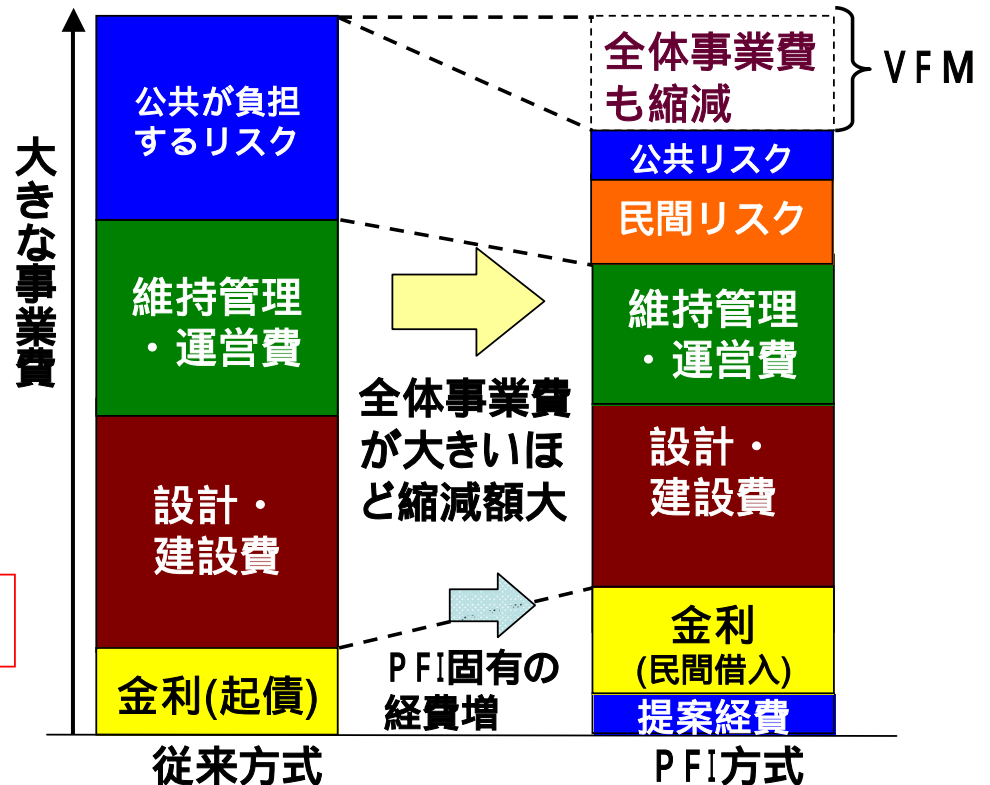 大きな事業費
公共が負担
するリスク
維持管理
・運営費
設計・
建設費
金利(起債)
従来方式
全体事業費
が大きいほ
ど縮減額大
PFI固有の
経費増
全体事業費
も縮減
VFM
公共リスク
民間リスク
維持管理
・運営費
設計・
建設費
金利
(民間借入)
提案経費
PFI方式